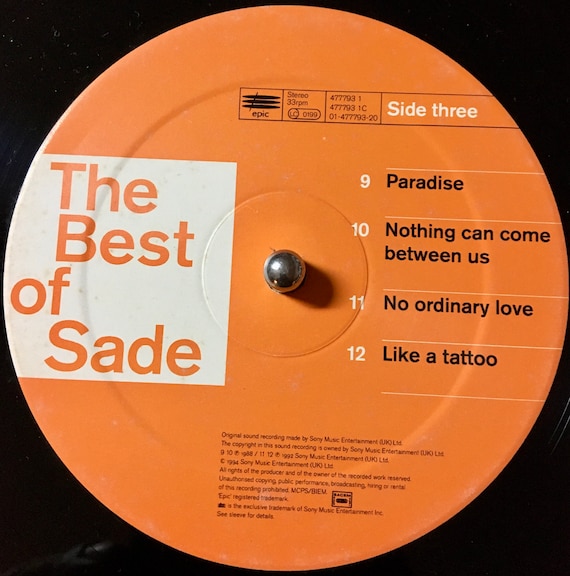 epic
Stereo
33rpm
LC 0199
477793 1
477793 1C
01-477793-20
Side three
The
Best
of
Sade
9 Paradise
10 Nothing can come
between us
11 No ordinary love
12 Like a tattoo
Original sound recording made by Sony Music Entertainment (UK) Ltd.
The copyright in this sound recording is owned by Sony Music Entertainment (UK) Ltd.
9 10 ℗ 1988 / 11 12 ℗ 1992 Sony Music Entertainment (UK) Ltd.
© 1994 Sony Music Entertainment (UK) Ltd.
All rights of the producer and of the owner of the recorded work reserved.
Unauthorised copying, public performance, broadcasting, hiring or rental
of this recording prohibited. MCPS/BIEM. SACEM
'Epic' registered trademark.
is the exclusive trademark of Sony Music Entertainment Inc.
See sleeve for details.